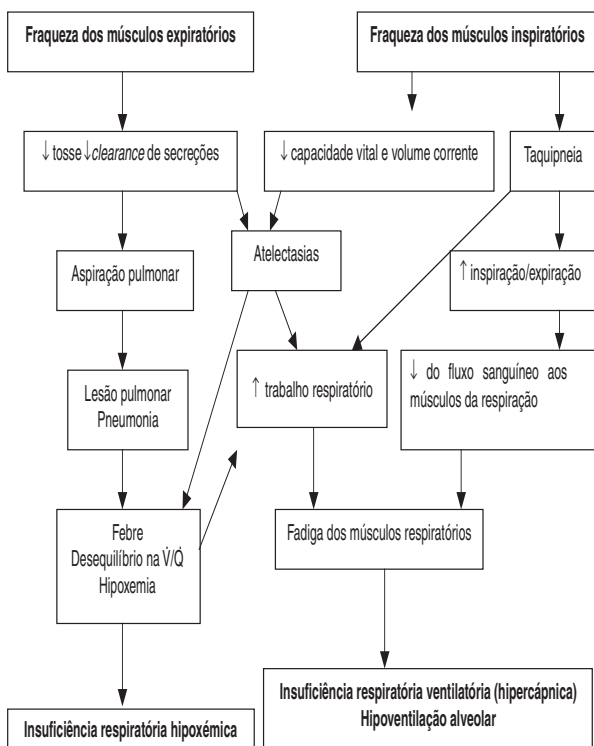 Fraqueza dos músculos expiratórios
Fraqueza dos músculos inspiratórios
↓ tosse ↓ clearance de secreções
↓ capacidade vital e volume corrente
Taquipneia
Aspiração pulmonar
Atelectasias
↑ inspiração/expiração
Lesão pulmonar
Pneumonia
↑ trabalho respiratório
↓ do fluxo sanguíneo aos
músculos da respiração
Febre
Desequilíbrio na V̇/Q̇
Hipoxemia
Fadiga dos músculos respiratórios
Insuficiência respiratória hipoxémica
Insuficiência respiratória ventilatória (hipercápnica)
Hipoventilação alveolar